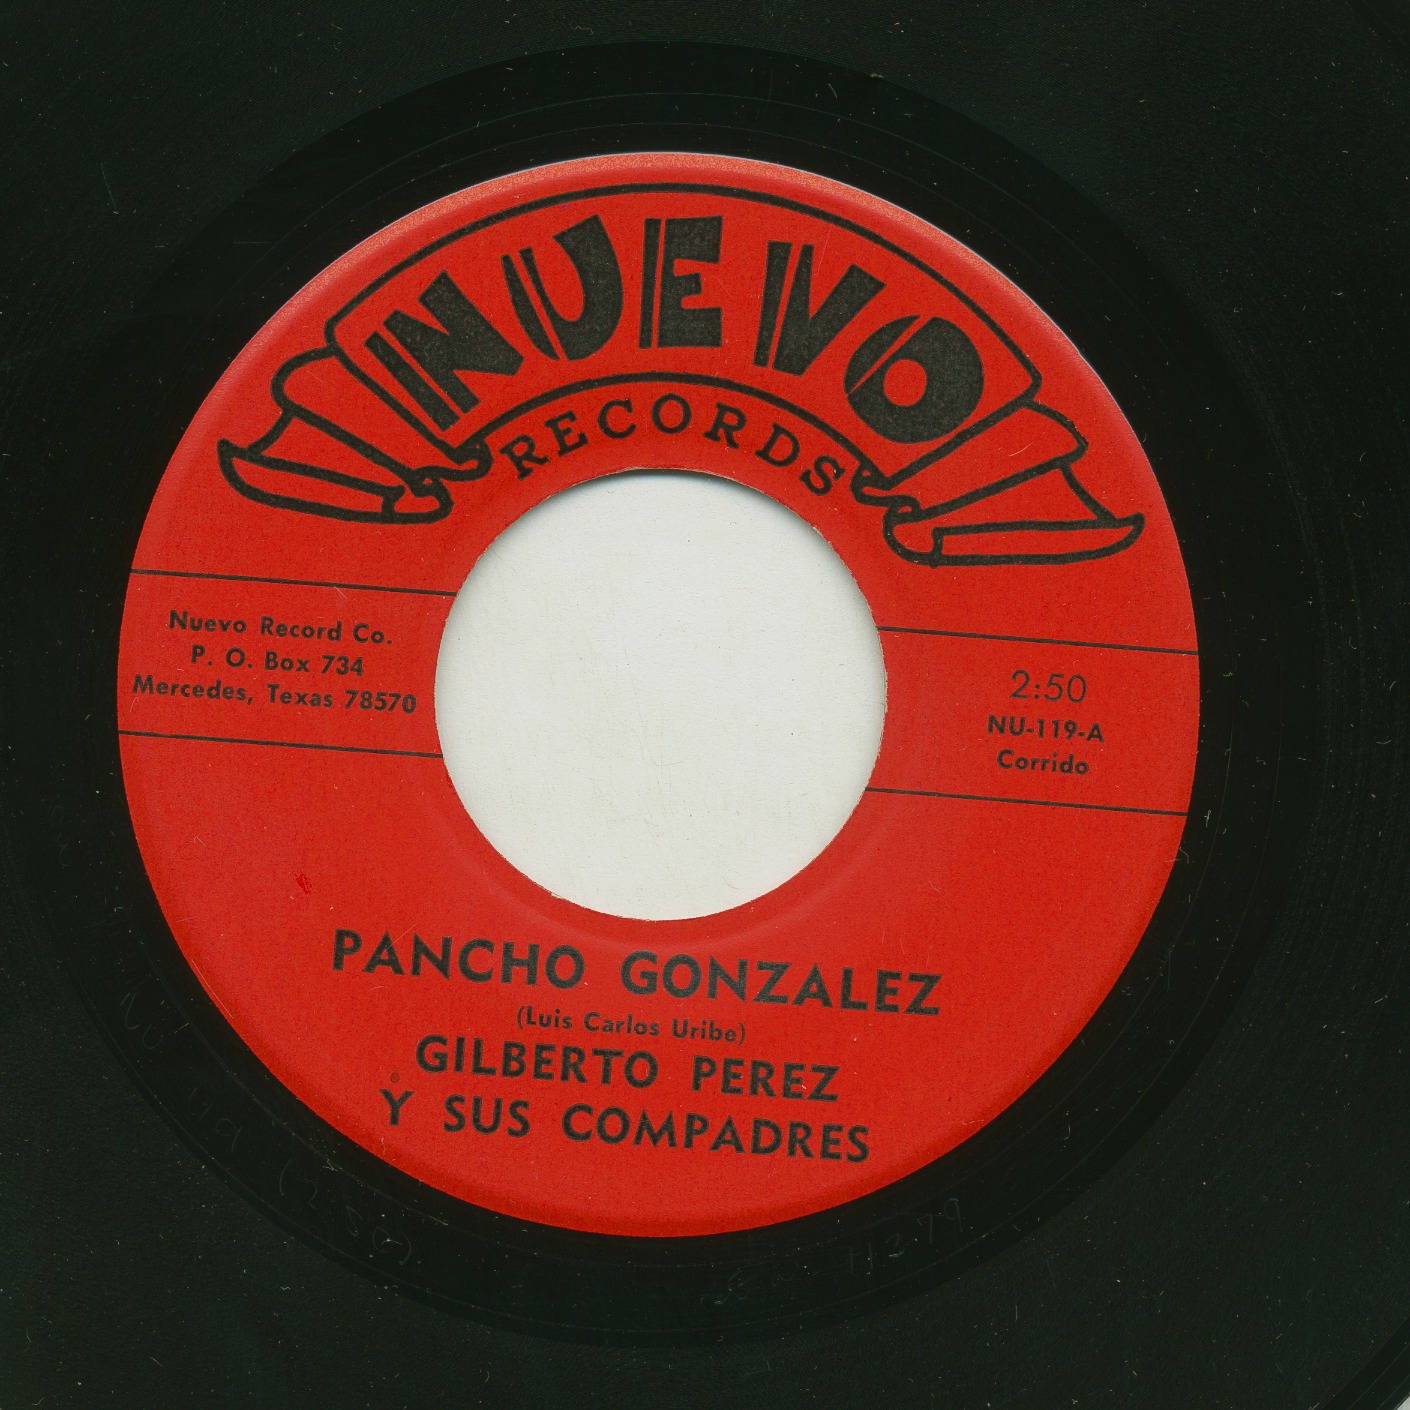 NUEVO
RECORDS
Nuevo Record Co.
P. O. Box 734
Mercedes, Texas 78570
2:50
NU-119-A
Corrido
PANCHO GONZALEZ
(Luis Carlos Uribe)
GILBERTO PEREZ
Y SUS COMPADRES